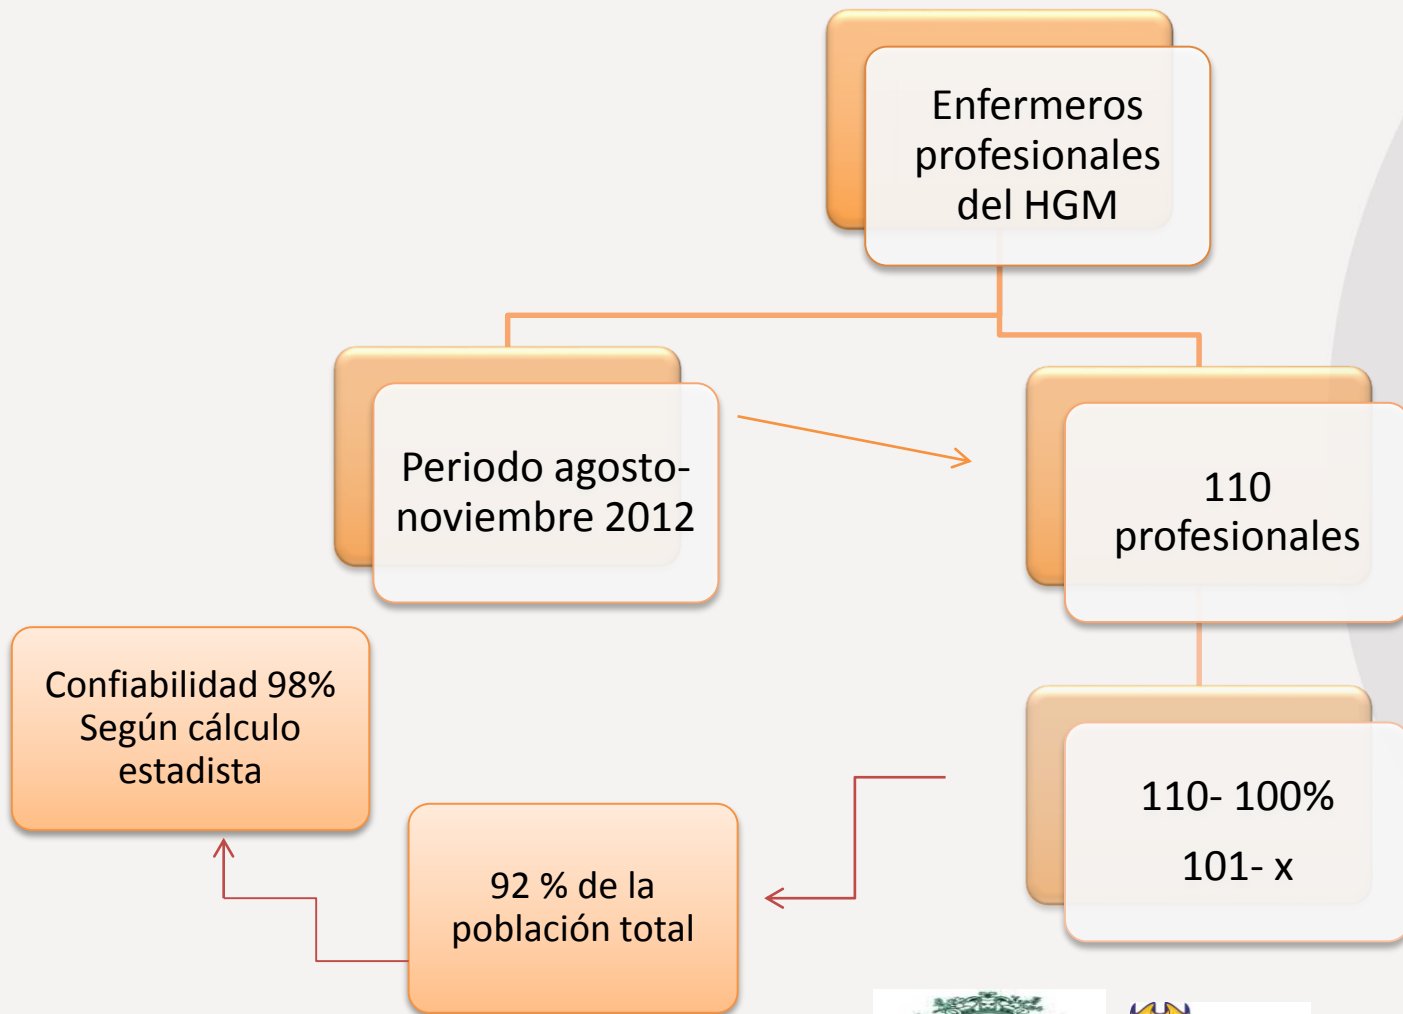 Enfermeros
profesionales
del HGM
Periodo agosto-
noviembre 2012
110
profesionales
110- 100%
101- x
92 % de la
población total
Confiabilidad 98%
Según cálculo
estadista